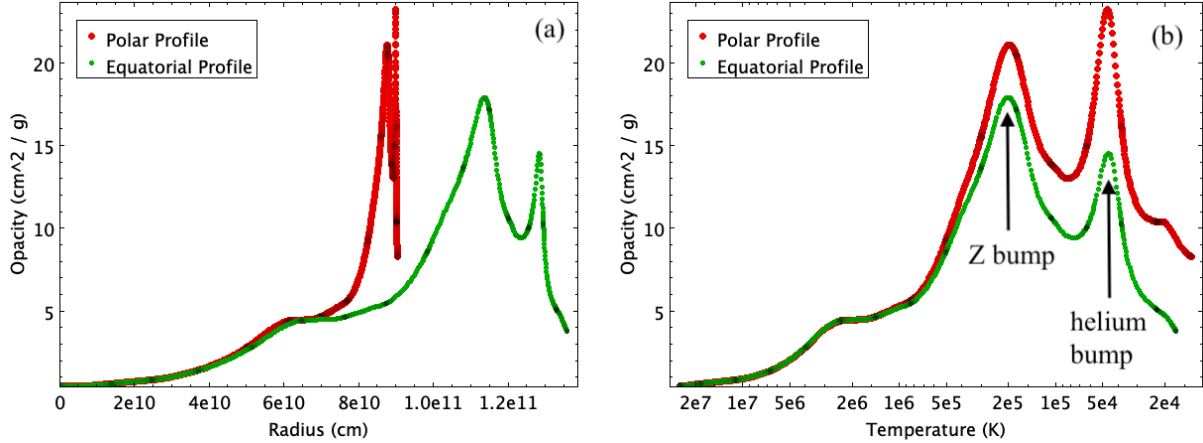 (a)
Polar Profile
Equatorial Profile
Opacity (cm^2 / g)
20
15
10
5
0 2e10 4e10 6e10 8e10 1.0e11 1.2e11
Radius (cm)
(b)
Polar Profile
Equatorial Profile
Opacity (cm^2 / g)
20
15
10
5
Z bump
helium
bump
2e7 1e7 5e6 2e6 1e6 5e5 2e5 1e5 5e4 2e4
Temperature (K)